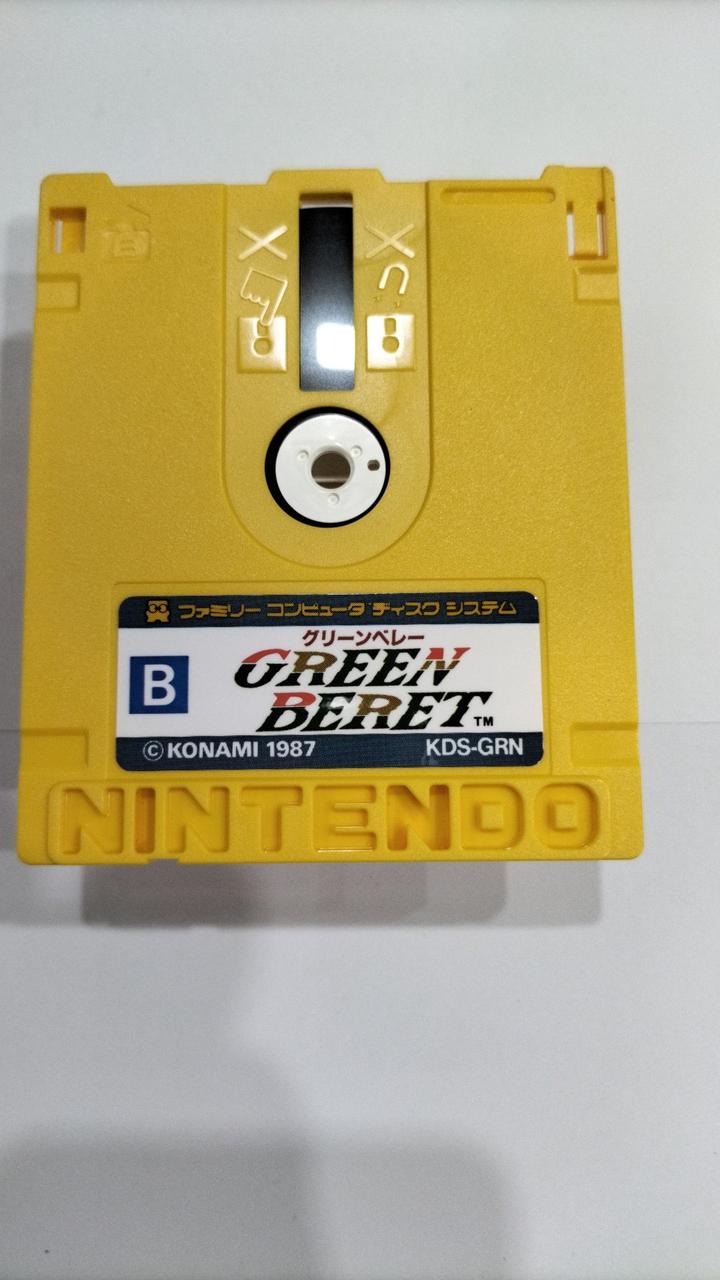 B
ファミリー コンピュータ ディスク システム
グリーンベレー
B
GREEN
BERET™
© KONAMI 1987 KDS-GRN
NINTENDO